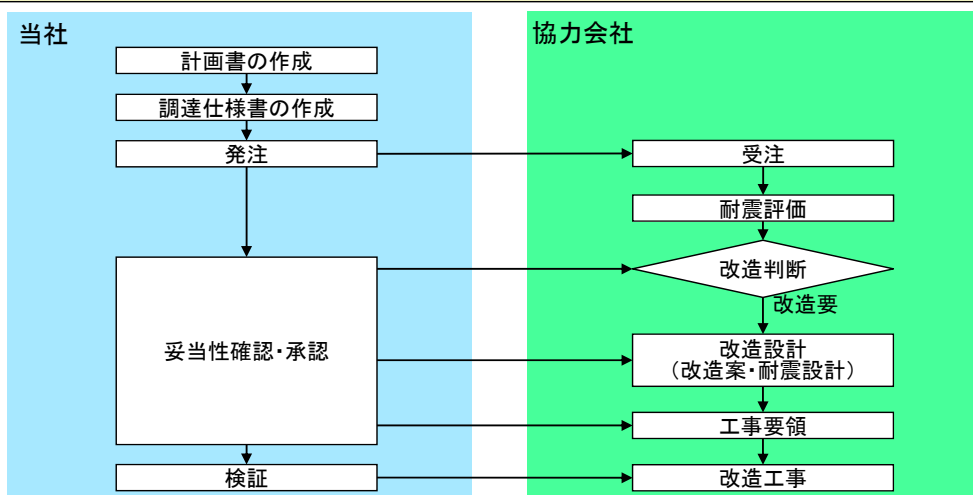 当社
計画書の作成
調達仕様書の作成
発注
妥当性確認・承認
検証
協力会社
受注
耐震評価
改造判断
改造要
改造設計
（改造案・耐震設計）
工事要領
改造工事